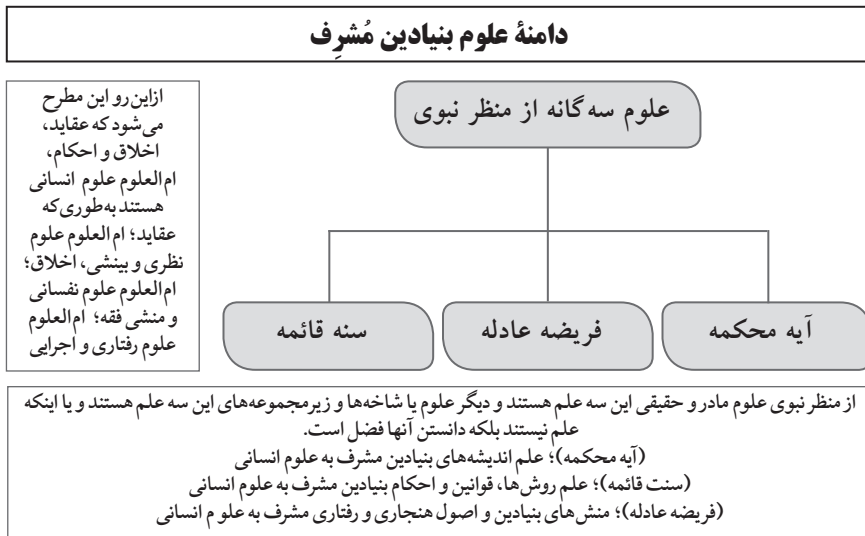 دامنۀ علوم بنیادین مُشرِف
علوم سه گانه از منظر نبوی
ازاین رو این مطرح
می‌شود که عقاید،
اخلاق و احکام،
ام‌العلوم علوم انسانی
هستند به‌طوری‌که
عقاید؛ ام‌العلوم علوم
نظری و بینشی، اخلاق؛
ام‌العلوم علوم نفسانی
و منشی فقه؛ ام‌العلوم
علوم رفتاری و اجرایی
آیه محکمه
فریضه عادله
سنه قائمه
از منظر نبوی علوم مادر و حقیقی این سه علم هستند و دیگر علوم یا شاخه‌ها و زیرمجموعه‌های این سه علم هستند و یا اینکه
علم نیستند بلکه دانستن آنها فضل است.
(آیه محکمه)؛ علم اندیشه‌های بنیادین مشرف به علوم انسانی
(سنت قائمه)؛ علم روش‌ها، قوانین و احکام بنیادین مشرف به علوم انسانی
(فریضه عادله)؛ منش‌های بنیادین و اصول هنجاری و رفتاری مشرف به علو م انسانی